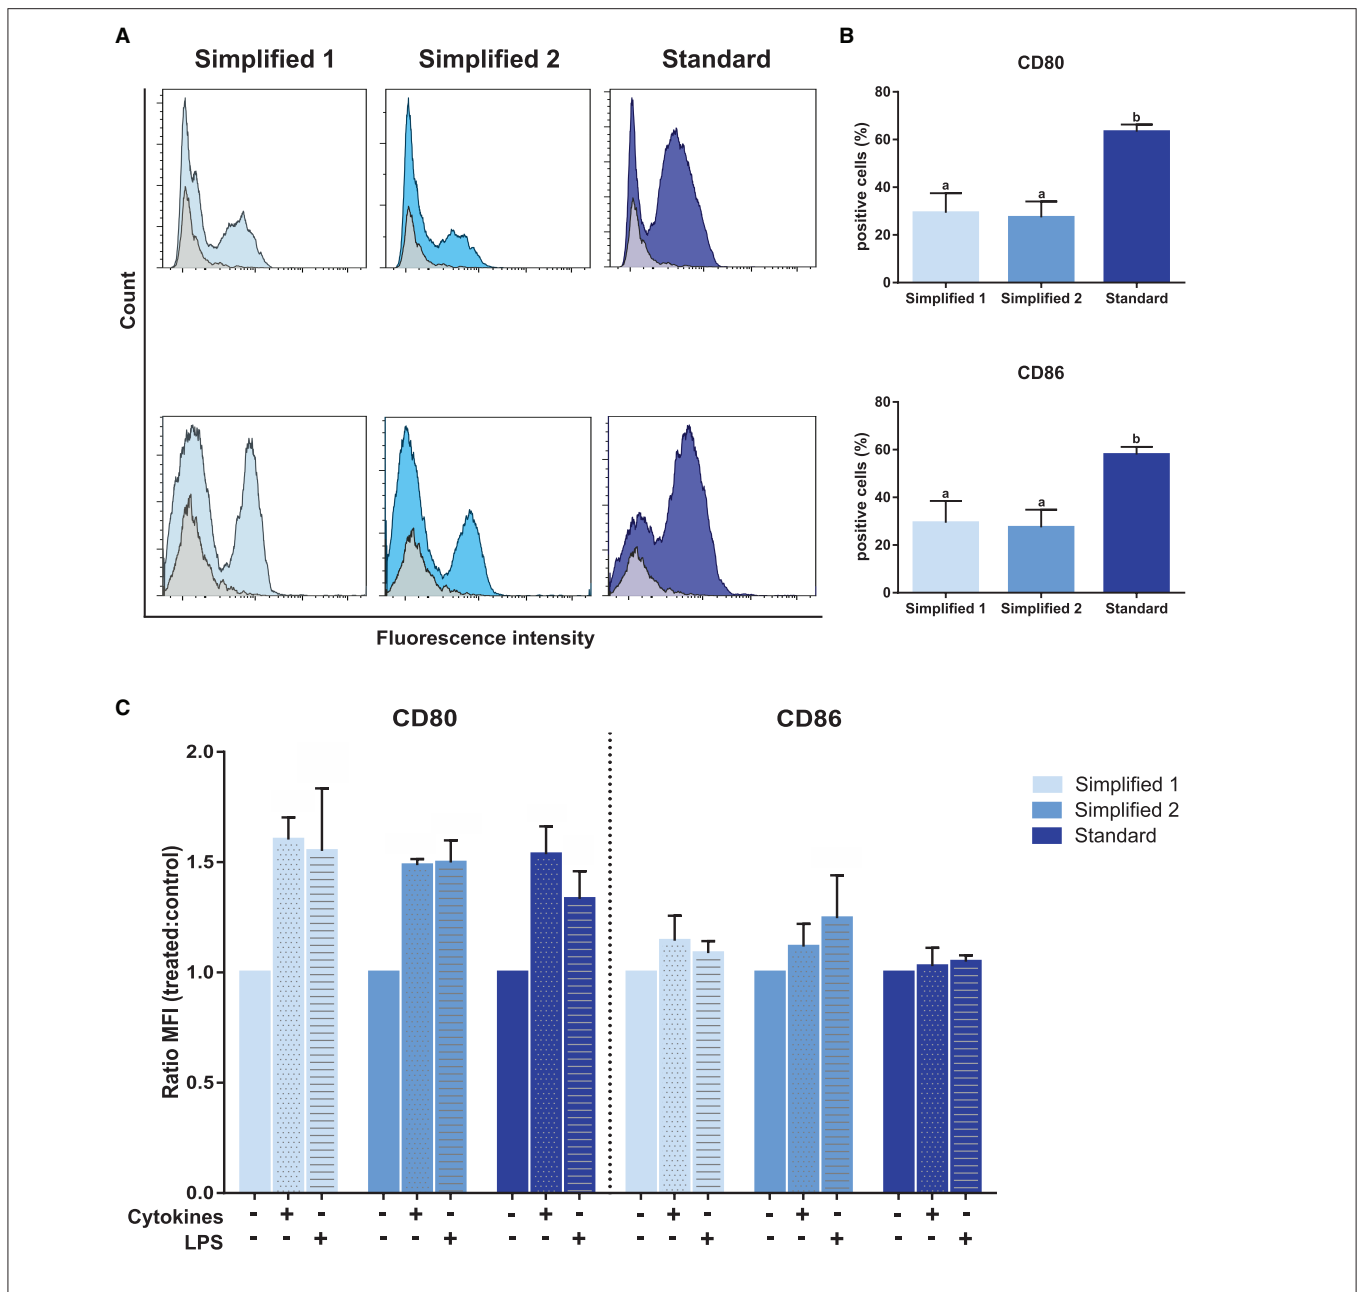 A
Simplified 1 Simplified 2 Standard
Count
Fluorescence intensity
B
CD80
positive cells (%)
80
60
40
20
0
a a b
Simplified 1 Simplified 2 Standard
CD86
positive cells (%)
80
60
40
20
0
a a b
Simplified 1 Simplified 2 Standard
C
CD80 CD86
Ratio MFI (treated:control)
2.0
1.5
1.0
0.5
0.0
Simplified 1
Simplified 2
Standard
Cytokines - + - - + - - + - - + - - + - - + -
LPS - - + - - + - - + - - + - - + - - +